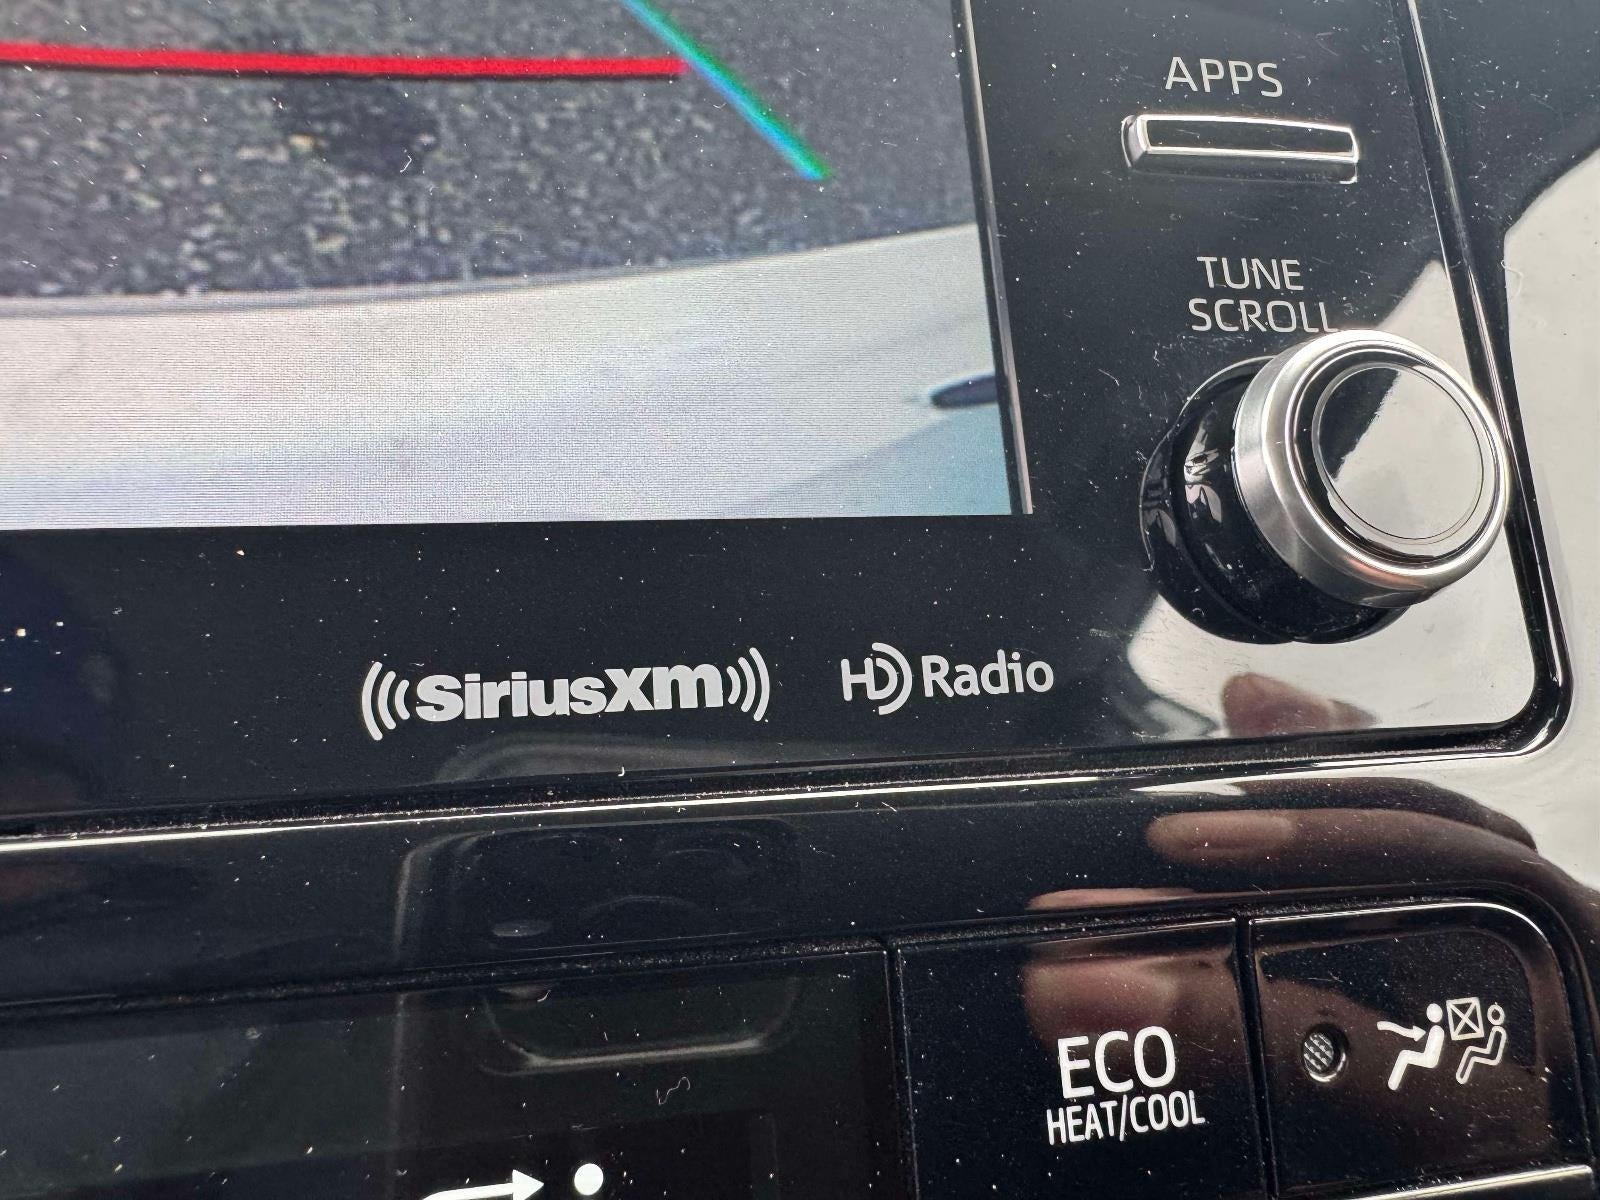 APPS
TUNE
SCROLL
SiriusXM
HD Radio
ECO
HEAT/COOL